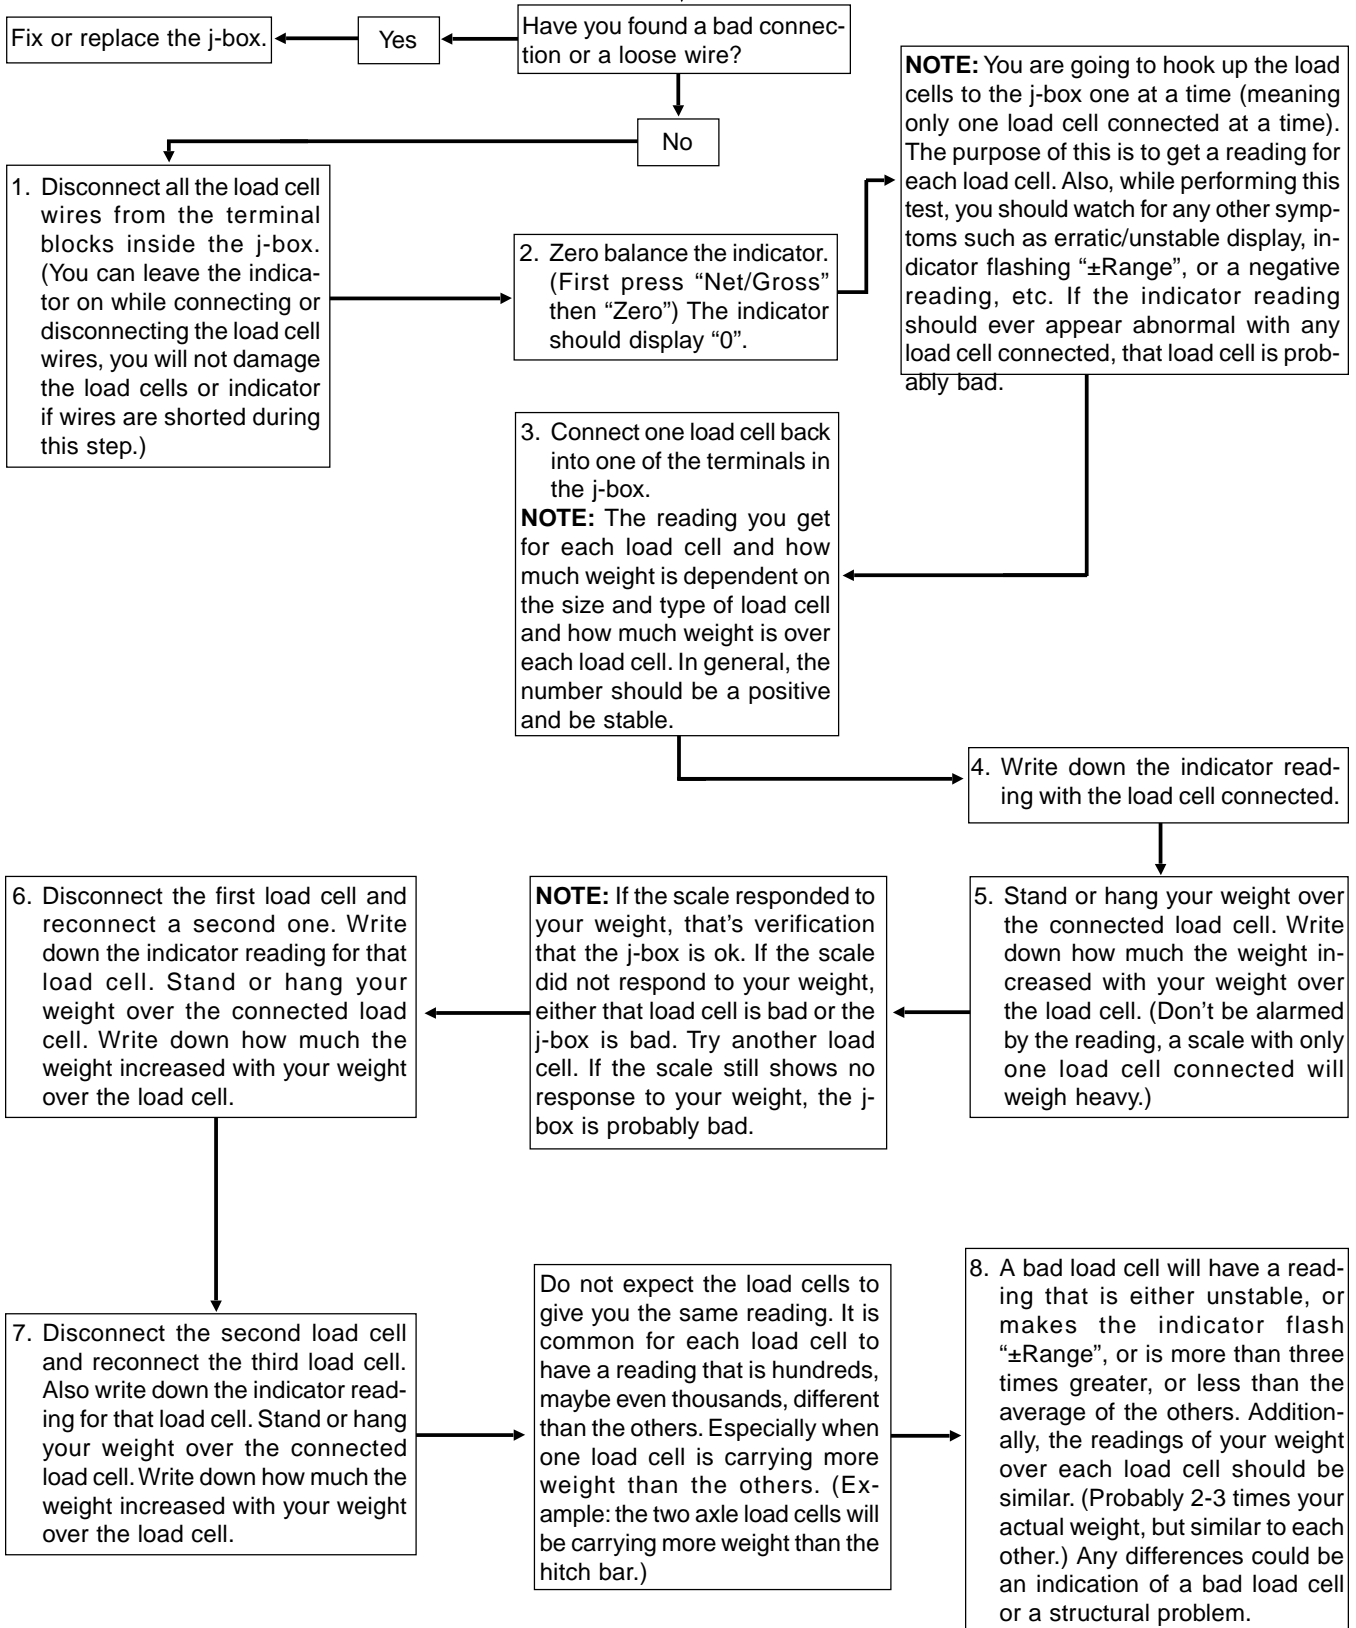 Have you found a bad connec-
tion or a loose wire?
Yes
Fix or replace the j-box.
No
1. Disconnect all the load cell
wires from the terminal
blocks inside the j-box.
(You can leave the indica-
tor on while connecting or
disconnecting the load cell
wires, you will not damage
the load cells or indicator
if wires are shorted during
this step.)
2. Zero balance the indicator.
(First press “Net/Gross”
then “Zero”) The indicator
should display “0”.
NOTE: You are going to hook up the load
cells to the j-box one at a time (meaning
only one load cell connected at a time).
The purpose of this is to get a reading for
each load cell. Also, while performing this
test, you should watch for any other symp-
toms such as erratic/unstable display, in-
dicator flashing “±Range”, or a negative
reading, etc. If the indicator reading
should ever appear abnormal with any
load cell connected, that load cell is prob-
ably bad.
3. Connect one load cell back
into one of the terminals in
the j-box.
NOTE: The reading you get
for each load cell and how
much weight is dependent on
the size and type of load cell
and how much weight is over
each load cell. In general, the
number should be a positive
and be stable.
4. Write down the indicator read-
ing with the load cell connected.
5. Stand or hang your weight over
the connected load cell. Write
down how much the weight in-
creased with your weight over
the load cell. (Don’t be alarmed
by the reading, a scale with only
one load cell connected will
weigh heavy.)
NOTE: If the scale responded to
your weight, that’s verification
that the j-box is ok. If the scale
did not respond to your weight,
either that load cell is bad or the
j-box is bad. Try another load
cell. If the scale still shows no
response to your weight, the j-
box is probably bad.
6. Disconnect the first load cell and
reconnect a second one. Write
down the indicator reading for that
load cell. Stand or hang your
weight over the connected load
cell. Write down how much the
weight increased with your weight
over the load cell.
7. Disconnect the second load cell
and reconnect the third load cell.
Also write down the indicator read-
ing for that load cell. Stand or hang
your weight over the connected
load cell. Write down how much the
weight increased with your weight
over the load cell.
Do not expect the load cells to
give you the same reading. It is
common for each load cell to
have a reading that is hundreds,
maybe even thousands, different
than the others. Especially when
one load cell is carrying more
weight than the others. (Ex-
ample: the two axle load cells will
be carrying more weight than the
hitch bar.)
8. A bad load cell will have a read-
ing that is either unstable, or
makes the indicator flash
“±Range”, or is more than three
times greater, or less than the
average of the others. Addition-
ally, the readings of your weight
over each load cell should be
similar. (Probably 2-3 times your
actual weight, but similar to each
other.) Any differences could be
an indication of a bad load cell
or a structural problem.